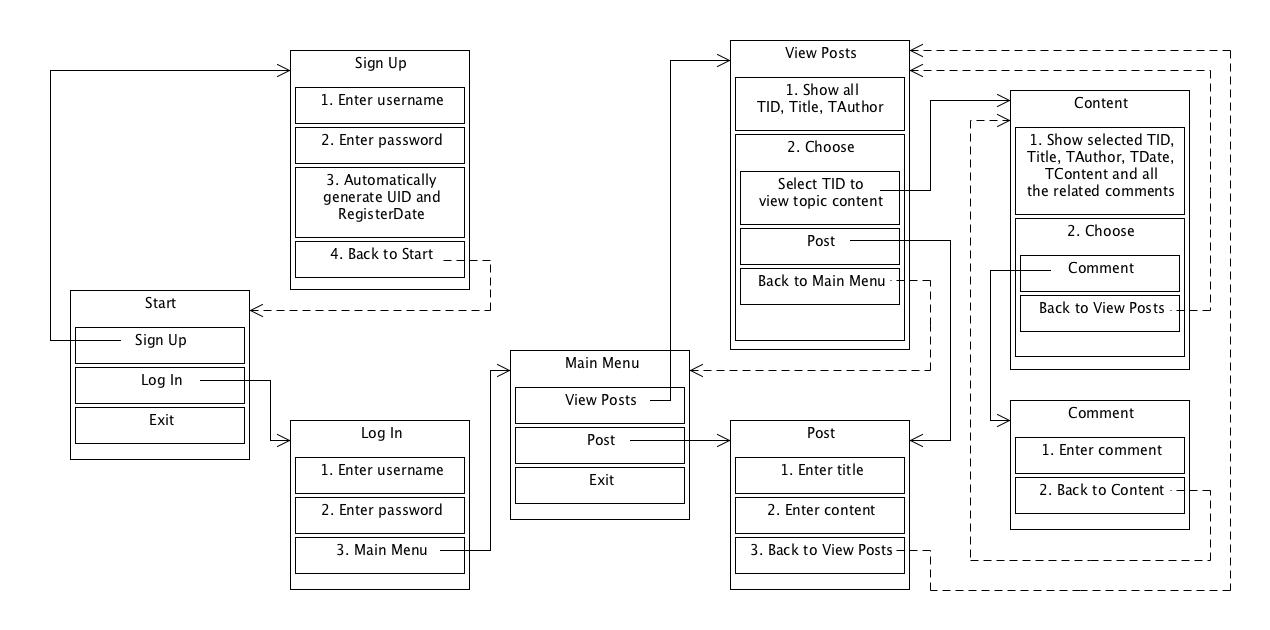 Sign Up
1. Enter username
2. Enter password
3. Automatically
generate UID and
RegisterDate
4. Back to Start
Start
Sign Up
Log In
Exit
Log In
1. Enter username
2. Enter password
3. Main Menu
Main Menu
View Posts
Post
Exit
View Posts
1. Show all
TID, Title, TAuthor
2. Choose
Select TID to
view topic content
Post
Back to Main Menu
Post
1. Enter title
2. Enter content
3. Back to View Posts
Content
1. Show selected TID,
Title, TAuthor, TDate,
TContent and all
the related comments
2. Choose
Comment
Back to View Posts
Comment
1. Enter comment
2. Back to Content